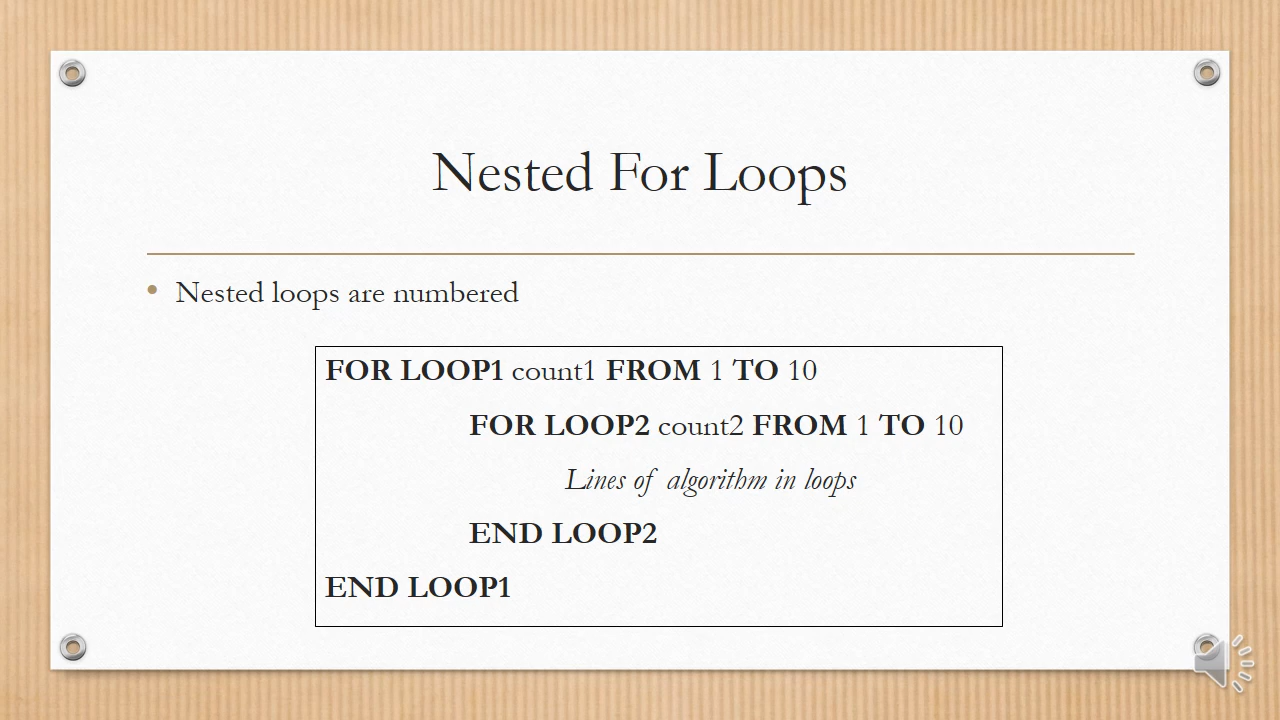 Nested For Loops
• Nested loops are numbered
FOR LOOP1 count1 FROM 1 TO 10
FOR LOOP2 count2 FROM 1 TO 10
Lines of algorithm in loops
END LOOP2
END LOOP1